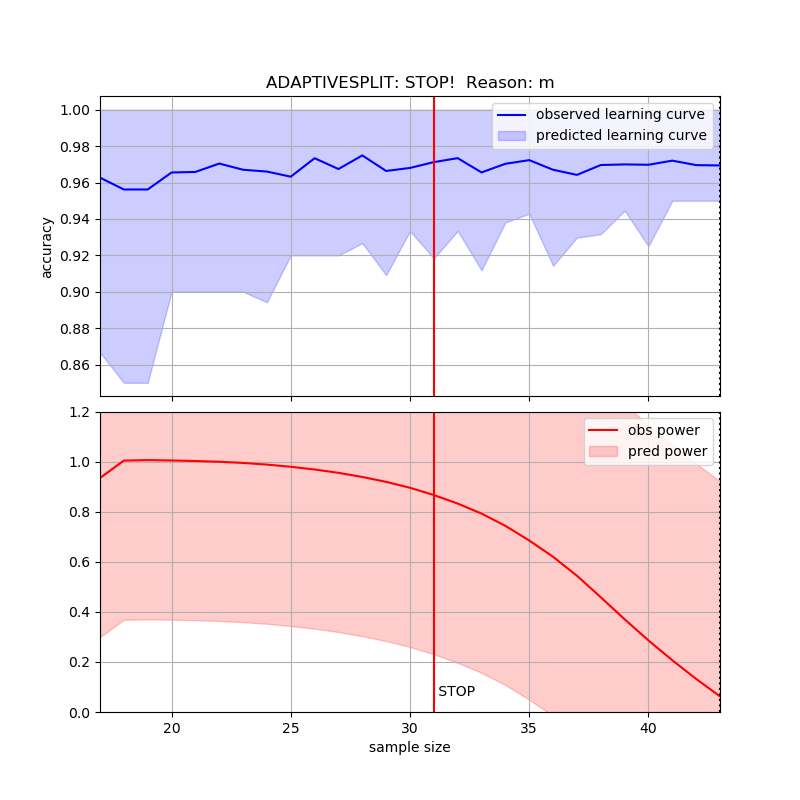 ADAPTIVESPLIT: STOP!  Reason: m
observed learning curve
predicted learning curve
1.00
0.98
0.96
0.94
0.92
0.90
0.88
0.86
accuracy
obs power
pred power
1.2
1.0
0.8
0.6
0.4
0.2
0.0
STOP
20 25 30 35 40
sample size